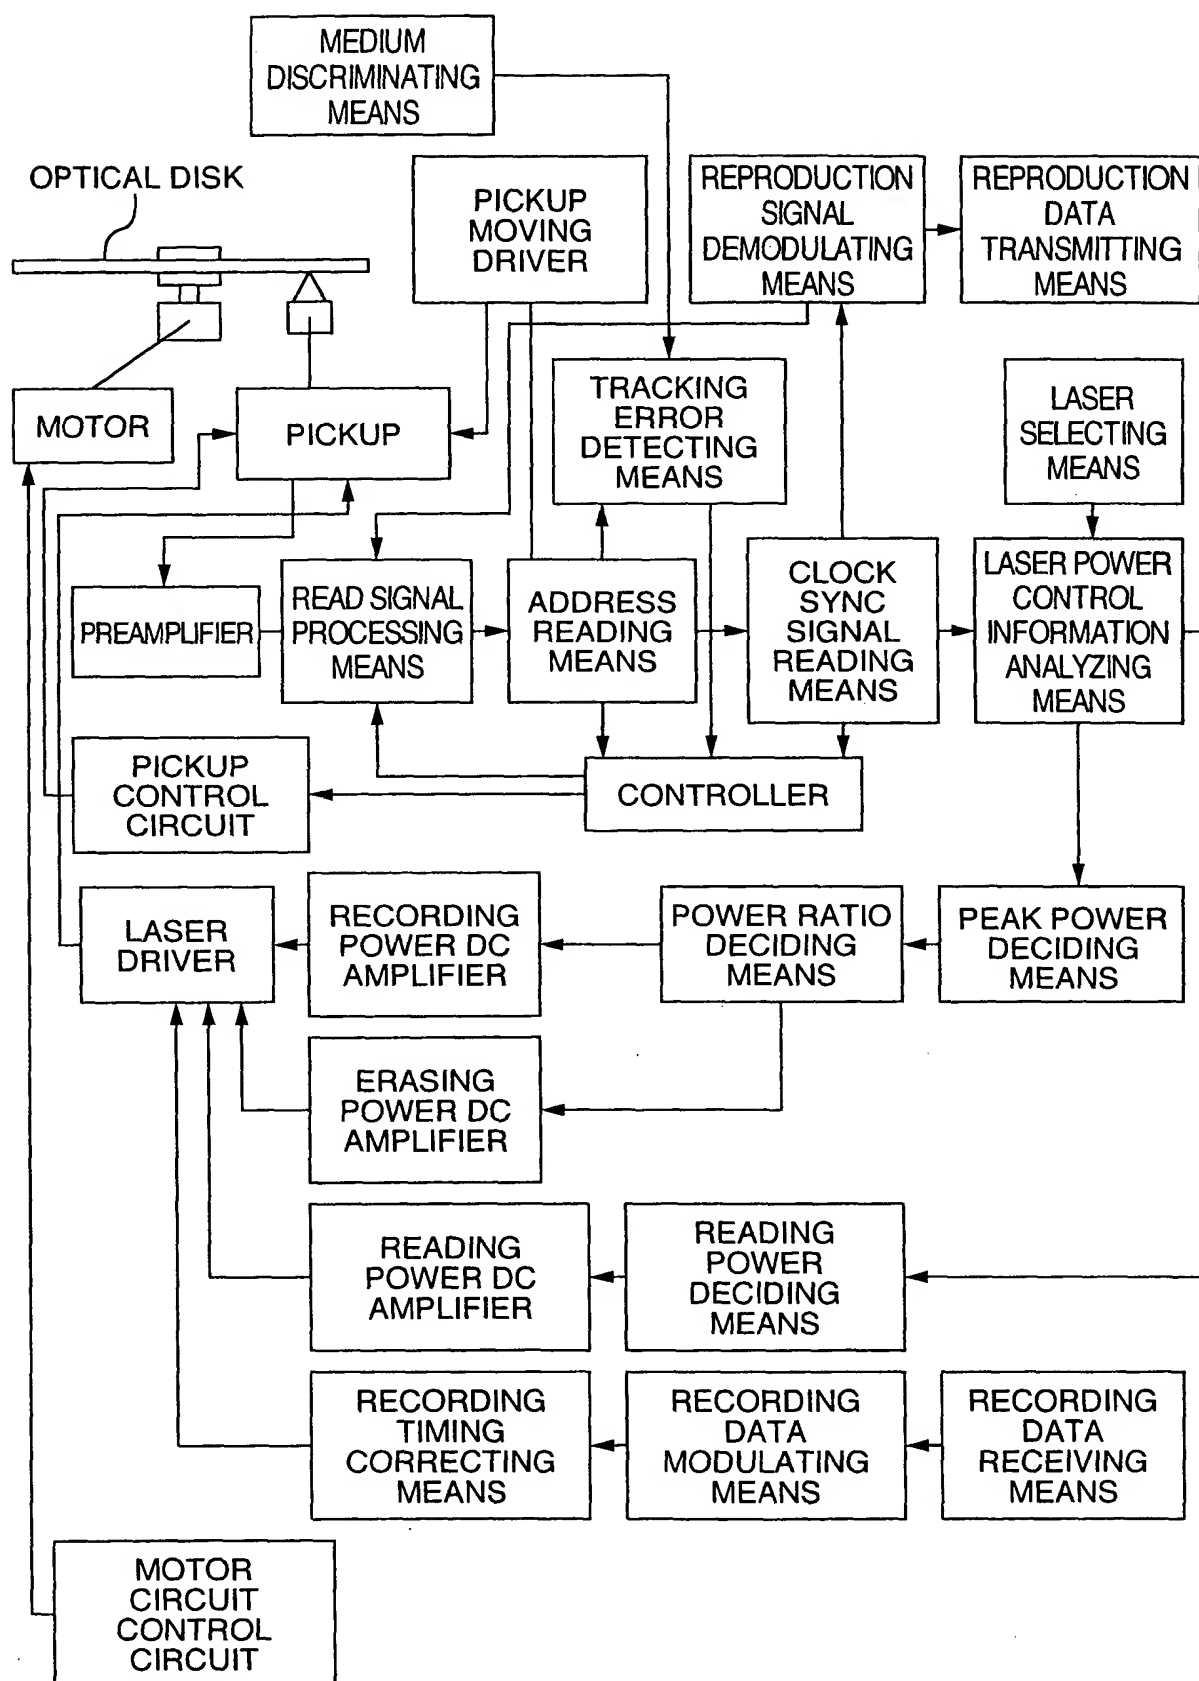 MEDIUM
DISCRIMINATING
MEANS
OPTICAL DISK
PICKUP
MOVING
DRIVER
REPRODUCTION
SIGNAL
DEMODULATING
MEANS
REPRODUCTION
DATA
TRANSMITTING
MEANS
MOTOR
PICKUP
TRACKING
ERROR
DETECTING
MEANS
LASER
SELECTING
MEANS
PREAMPLIFIER
READ SIGNAL
PROCESSING
MEANS
ADDRESS
READING
MEANS
CLOCK
SYNC
SIGNAL
READING
MEANS
LASER POWER
CONTROL
INFORMATION
ANALYZING
MEANS
PICKUP
CONTROL
CIRCUIT
CONTROLLER
LASER
DRIVER
RECORDING
POWER DC
AMPLIFIER
POWER RATIO
DECIDING
MEANS
PEAK POWER
DECIDING
MEANS
ERASING
POWER DC
AMPLIFIER
READING
POWER DC
AMPLIFIER
READING
POWER
DECIDING
MEANS
RECORDING
TIMING
CORRECTING
MEANS
RECORDING
DATA
MODULATING
MEANS
RECORDING
DATA
RECEIVING
MEANS
MOTOR
CIRCUIT
CONTROL
CIRCUIT